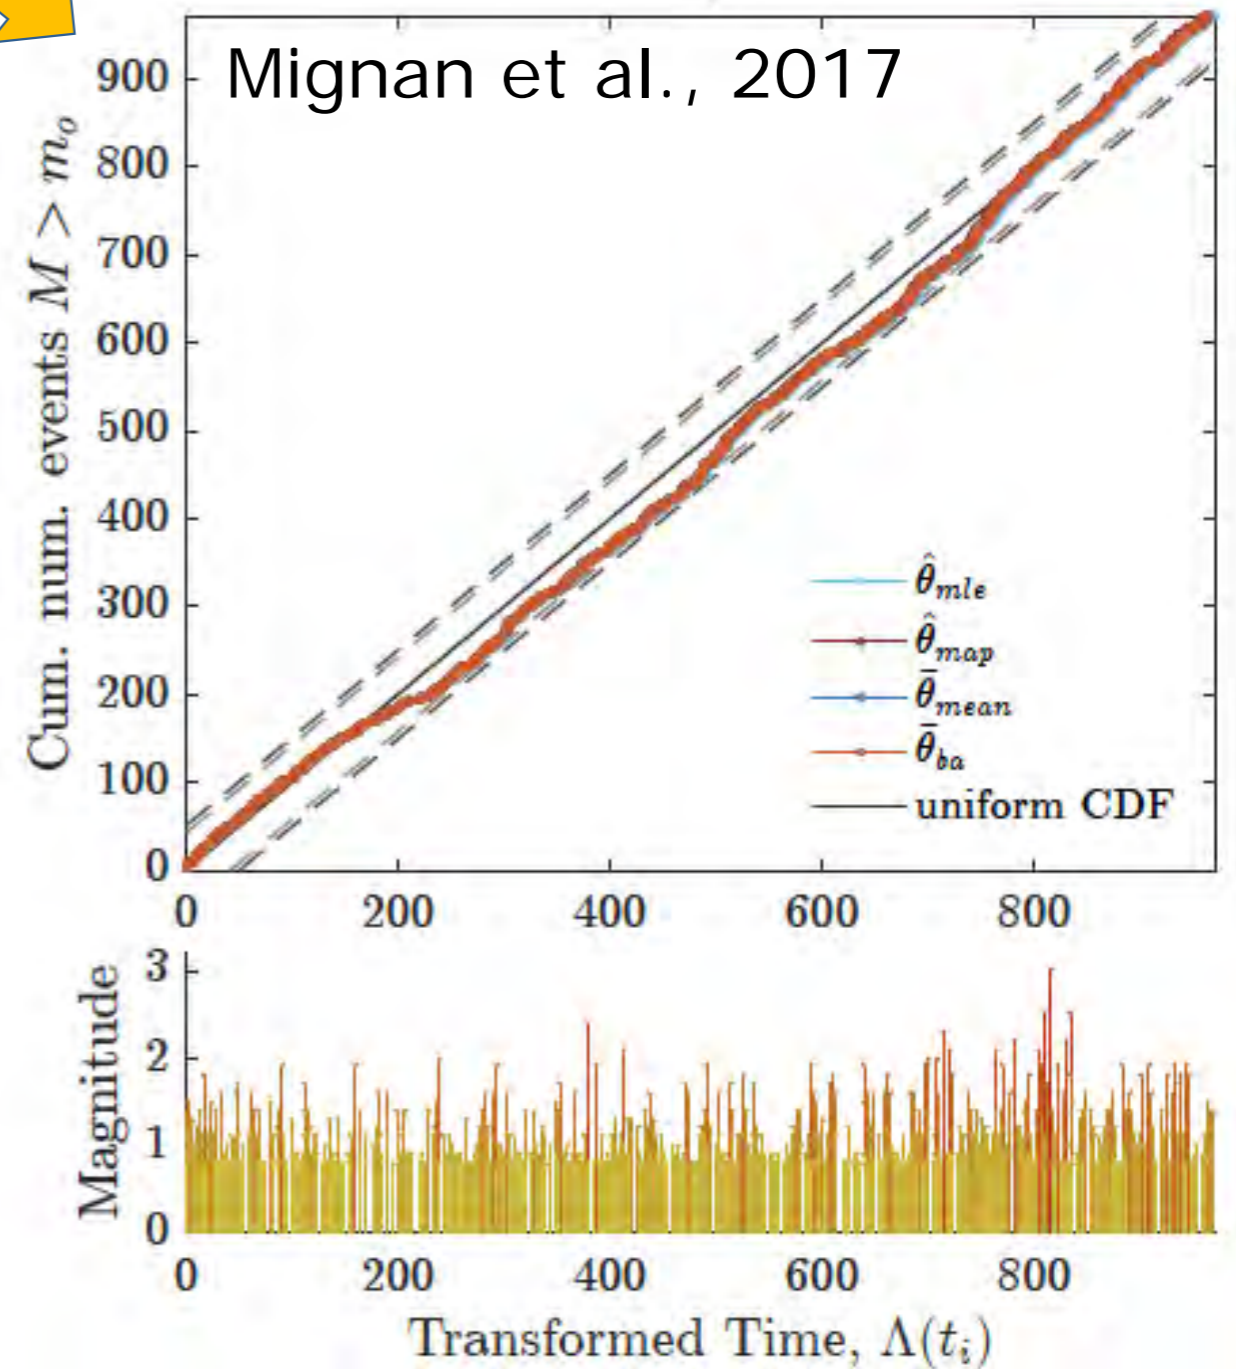 Mignan et al., 2017
Cum. num. events M > mₒ
900
800
700
600
500
400
300
200
100
0
θ̂ₘₗₑ
θ̂ₘₐₚ
θ̄ₘₑₐₙ
θ̄_ba
uniform CDF
0 200 400 600 800
Magnitude
3
2
1
0
0 200 400 600 800
Transformed Time, Λ(tᵢ)